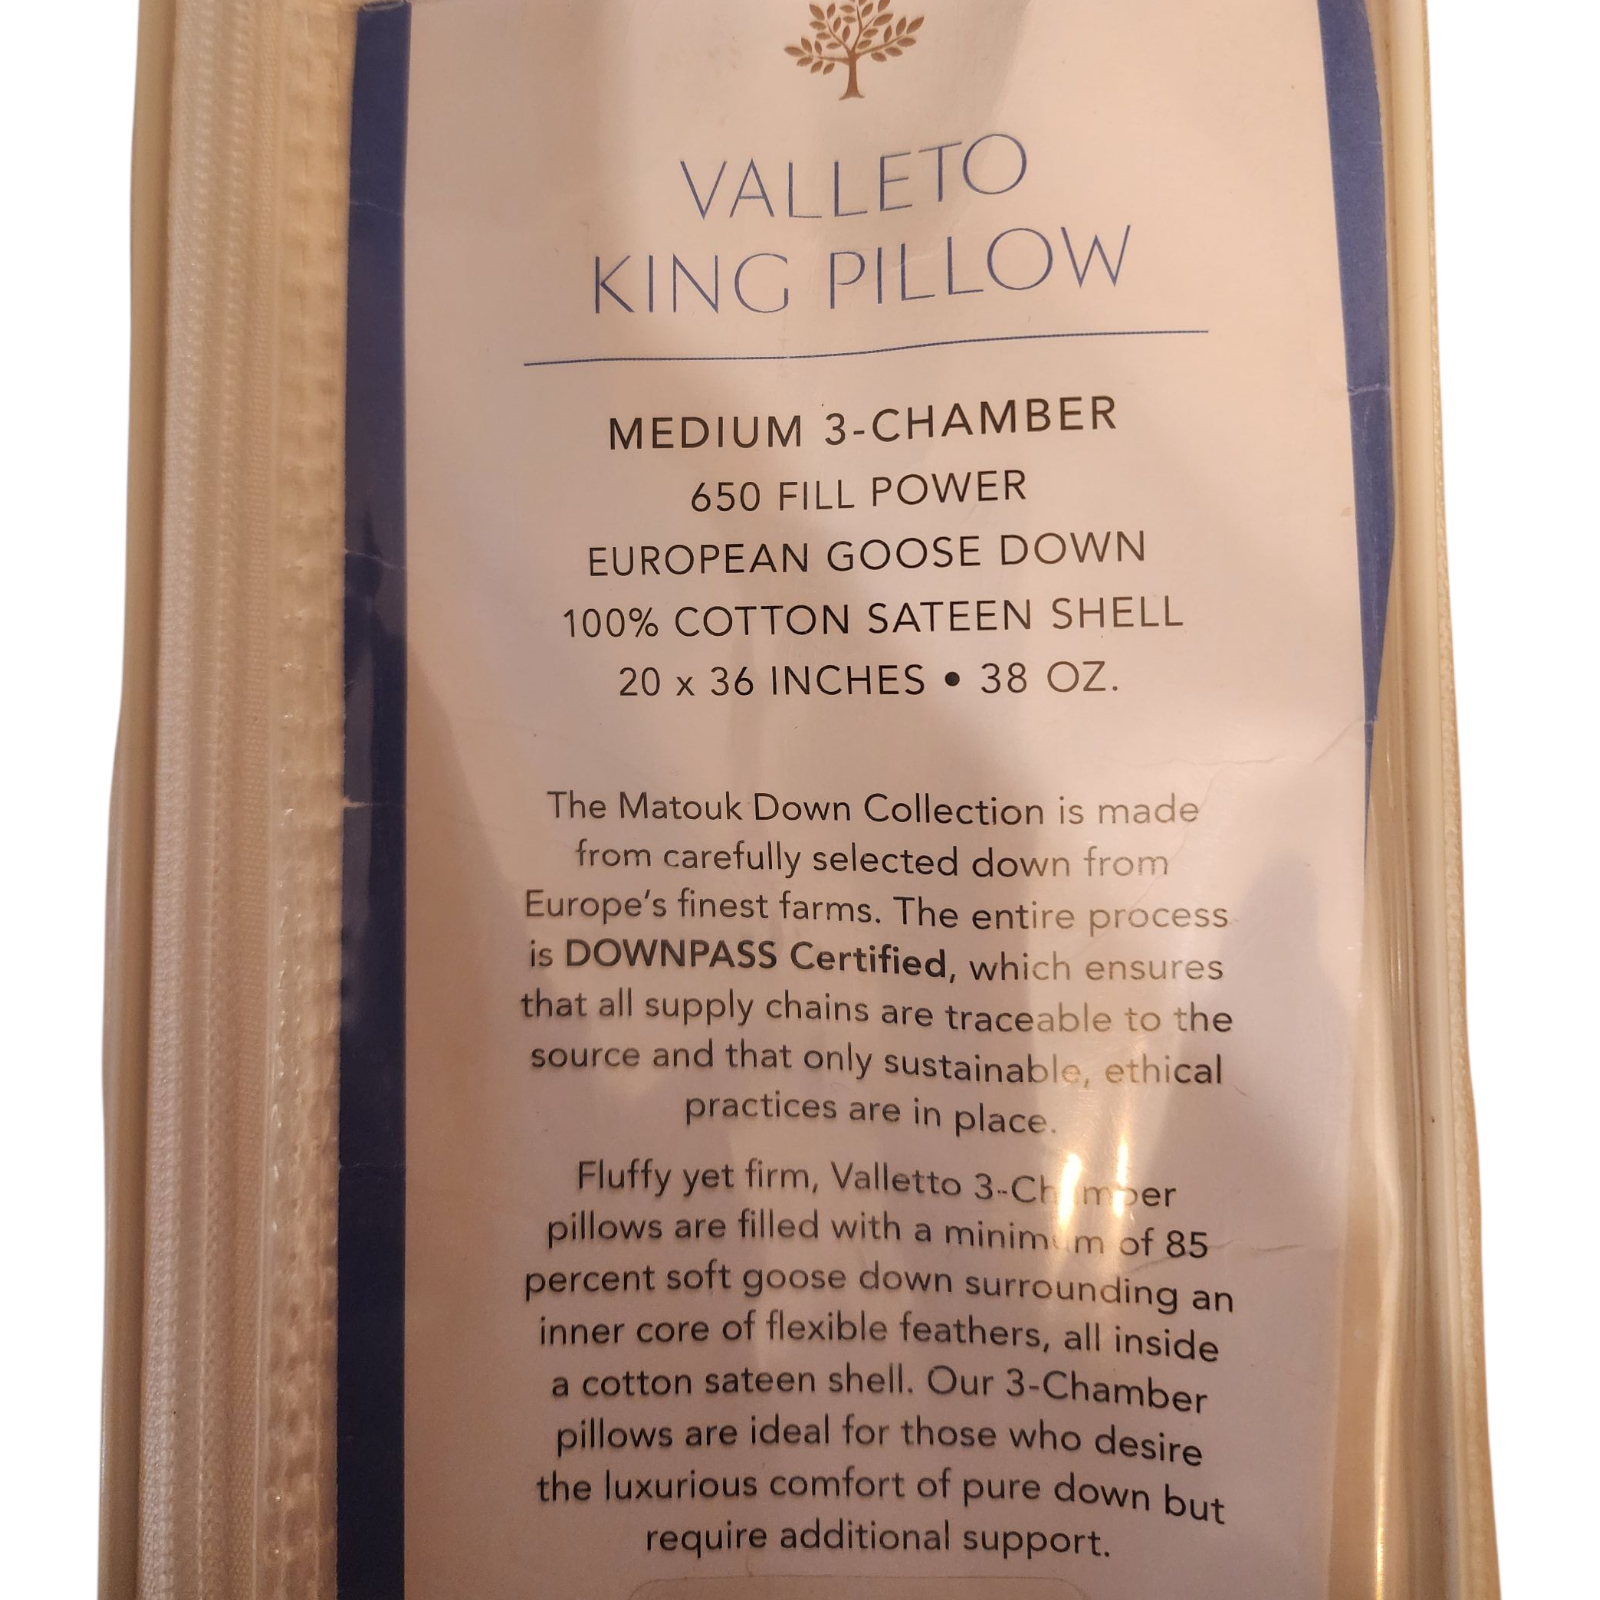 VALLETO
KING PILLOW
MEDIUM 3-CHAMBER
650 FILL POWER
EUROPEAN GOOSE DOWN
100% COTTON SATEEN SHELL
20 x 36 INCHES • 38 OZ.
The Matouk Down Collection is made
from carefully selected down from
Europe's finest farms. The entire process
is DOWNPASS Certified, which ensures
that all supply chains are traceable to the
source and that only sustainable, ethical
practices are in place.
Fluffy yet firm, Valletto 3-Chamber
pillows are filled with a minimum of 85
percent soft goose down surrounding an
inner core of flexible feathers, all inside
a cotton sateen shell. Our 3-Chamber
pillows are ideal for those who desire
the luxurious comfort of pure down but
require additional support.